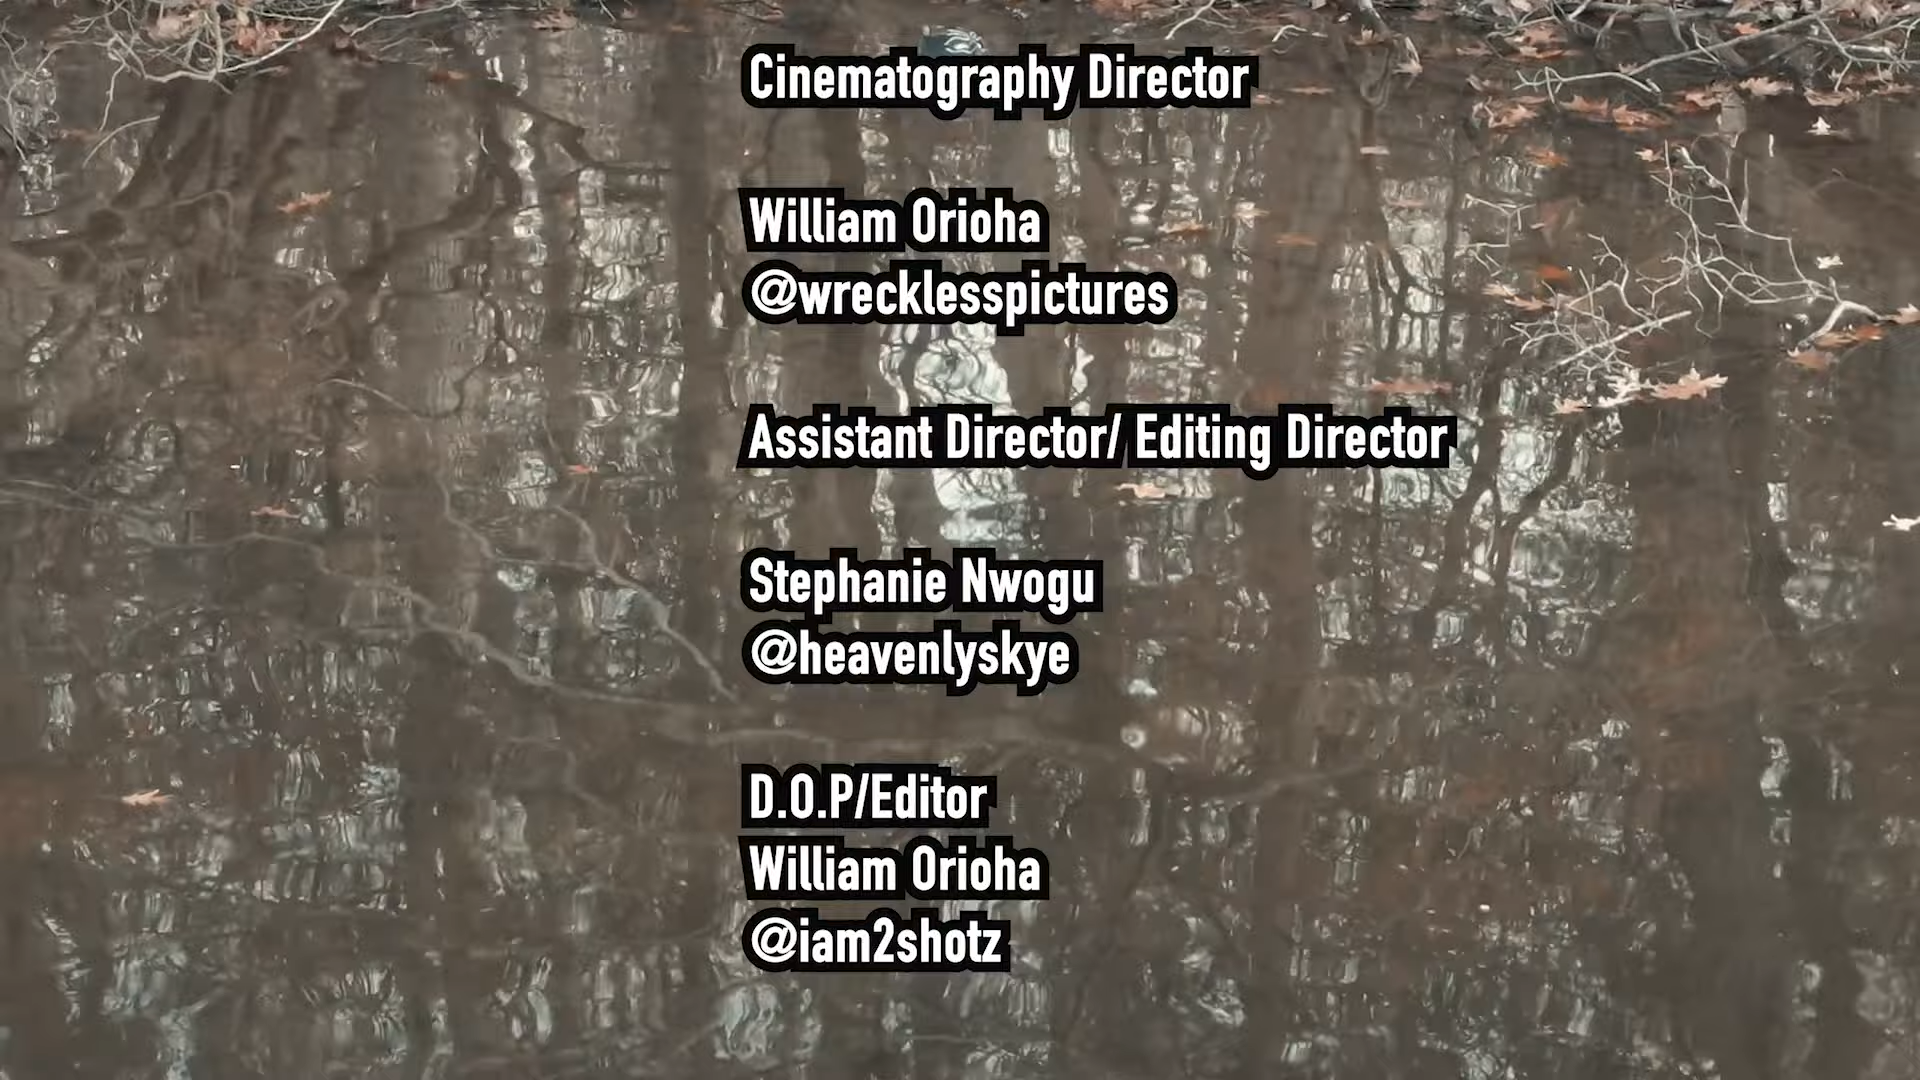 Cinematography Director
William Orioha
@wrecklesspictures
Assistant Director/ Editing Director
Stephanie Nwogu
@heavenlyskye
D.O.P/Editor
William Orioha
@iam2shotz